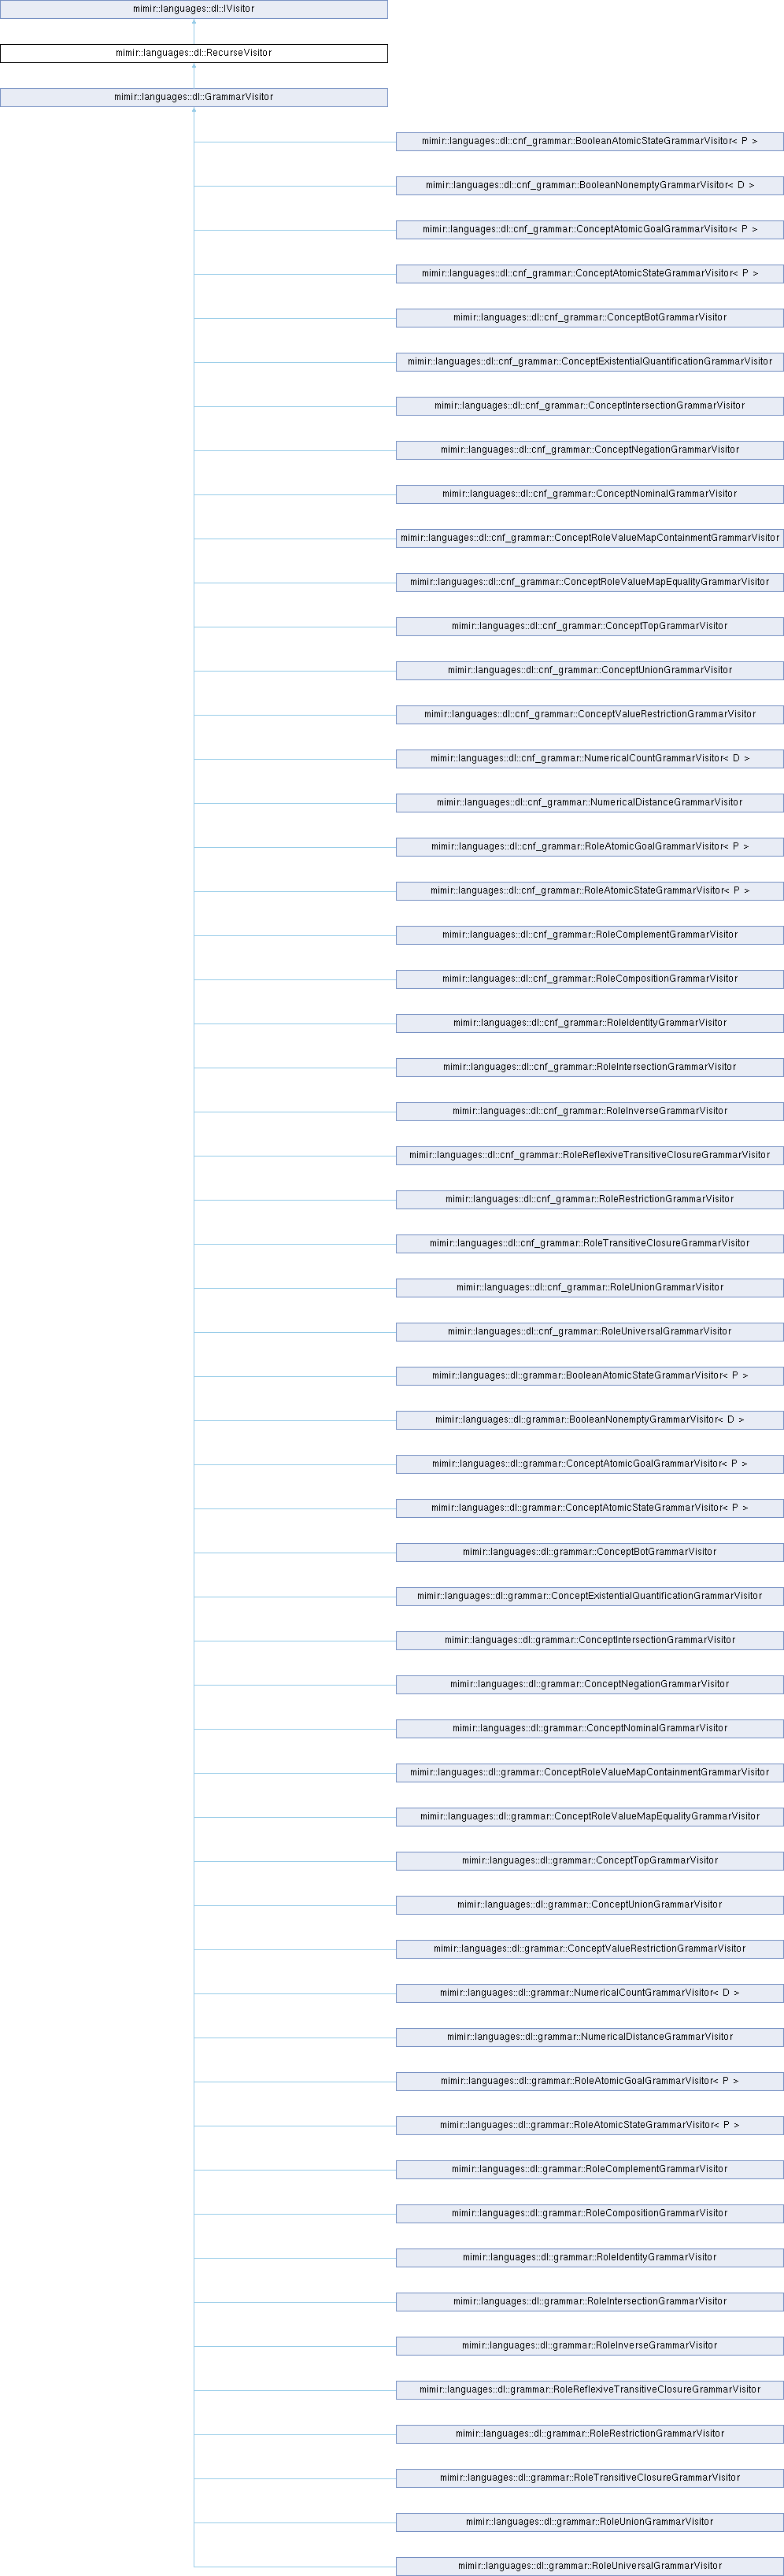 mimir::languages::dl::IVisitor
mimir::languages::dl::RecurseVisitor
mimir::languages::dl::GrammarVisitor
mimir::languages::dl::cnf_grammar::BooleanAtomicStateGrammarVisitor< P >
mimir::languages::dl::cnf_grammar::BooleanNonemptyGrammarVisitor< D >
mimir::languages::dl::cnf_grammar::ConceptAtomicGoalGrammarVisitor< P >
mimir::languages::dl::cnf_grammar::ConceptAtomicStateGrammarVisitor< P >
mimir::languages::dl::cnf_grammar::ConceptBotGrammarVisitor
mimir::languages::dl::cnf_grammar::ConceptExistentialQuantificationGrammarVisitor
mimir::languages::dl::cnf_grammar::ConceptIntersectionGrammarVisitor
mimir::languages::dl::cnf_grammar::ConceptNegationGrammarVisitor
mimir::languages::dl::cnf_grammar::ConceptNominalGrammarVisitor
mimir::languages::dl::cnf_grammar::ConceptRoleValueMapContainmentGrammarVisitor
mimir::languages::dl::cnf_grammar::ConceptRoleValueMapEqualityGrammarVisitor
mimir::languages::dl::cnf_grammar::ConceptTopGrammarVisitor
mimir::languages::dl::cnf_grammar::ConceptUnionGrammarVisitor
mimir::languages::dl::cnf_grammar::ConceptValueRestrictionGrammarVisitor
mimir::languages::dl::cnf_grammar::NumericalCountGrammarVisitor< D >
mimir::languages::dl::cnf_grammar::NumericalDistanceGrammarVisitor
mimir::languages::dl::cnf_grammar::RoleAtomicGoalGrammarVisitor< P >
mimir::languages::dl::cnf_grammar::RoleAtomicStateGrammarVisitor< P >
mimir::languages::dl::cnf_grammar::RoleComplementGrammarVisitor
mimir::languages::dl::cnf_grammar::RoleCompositionGrammarVisitor
mimir::languages::dl::cnf_grammar::RoleIdentityGrammarVisitor
mimir::languages::dl::cnf_grammar::RoleIntersectionGrammarVisitor
mimir::languages::dl::cnf_grammar::RoleInverseGrammarVisitor
mimir::languages::dl::cnf_grammar::RoleReflexiveTransitiveClosureGrammarVisitor
mimir::languages::dl::cnf_grammar::RoleRestrictionGrammarVisitor
mimir::languages::dl::cnf_grammar::RoleTransitiveClosureGrammarVisitor
mimir::languages::dl::cnf_grammar::RoleUnionGrammarVisitor
mimir::languages::dl::cnf_grammar::RoleUniversalGrammarVisitor
mimir::languages::dl::grammar::BooleanAtomicStateGrammarVisitor< P >
mimir::languages::dl::grammar::BooleanNonemptyGrammarVisitor< D >
mimir::languages::dl::grammar::ConceptAtomicGoalGrammarVisitor< P >
mimir::languages::dl::grammar::ConceptAtomicStateGrammarVisitor< P >
mimir::languages::dl::grammar::ConceptBotGrammarVisitor
mimir::languages::dl::grammar::ConceptExistentialQuantificationGrammarVisitor
mimir::languages::dl::grammar::ConceptIntersectionGrammarVisitor
mimir::languages::dl::grammar::ConceptNegationGrammarVisitor
mimir::languages::dl::grammar::ConceptNominalGrammarVisitor
mimir::languages::dl::grammar::ConceptRoleValueMapContainmentGrammarVisitor
mimir::languages::dl::grammar::ConceptRoleValueMapEqualityGrammarVisitor
mimir::languages::dl::grammar::ConceptTopGrammarVisitor
mimir::languages::dl::grammar::ConceptUnionGrammarVisitor
mimir::languages::dl::grammar::ConceptValueRestrictionGrammarVisitor
mimir::languages::dl::grammar::NumericalCountGrammarVisitor< D >
mimir::languages::dl::grammar::NumericalDistanceGrammarVisitor
mimir::languages::dl::grammar::RoleAtomicGoalGrammarVisitor< P >
mimir::languages::dl::grammar::RoleAtomicStateGrammarVisitor< P >
mimir::languages::dl::grammar::RoleComplementGrammarVisitor
mimir::languages::dl::grammar::RoleCompositionGrammarVisitor
mimir::languages::dl::grammar::RoleIdentityGrammarVisitor
mimir::languages::dl::grammar::RoleIntersectionGrammarVisitor
mimir::languages::dl::grammar::RoleInverseGrammarVisitor
mimir::languages::dl::grammar::RoleReflexiveTransitiveClosureGrammarVisitor
mimir::languages::dl::grammar::RoleRestrictionGrammarVisitor
mimir::languages::dl::grammar::RoleTransitiveClosureGrammarVisitor
mimir::languages::dl::grammar::RoleUnionGrammarVisitor
mimir::languages::dl::grammar::RoleUniversalGrammarVisitor